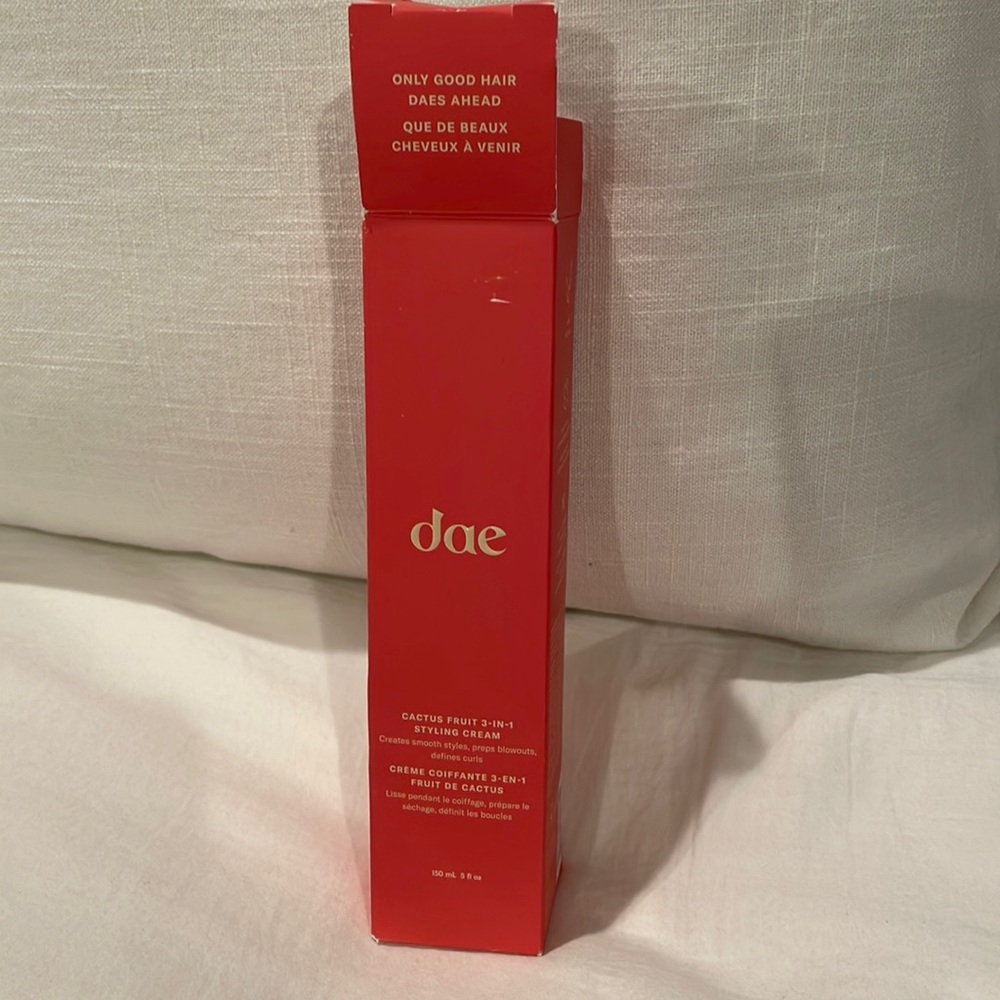 ONLY GOOD HAIR
DAES AHEAD
QUE DE BEAUX
CHEVEUX À VENIR
dae
CACTUS FRUIT 3-IN-1
STYLING CREAM
Creates smooth styles, preps blowouts,
defines curls
CRÈME COIFFANTE 3-EN-1
FRUIT DE CACTUS
Lisse pendant le coiffage, prépare le
séchage, définit les boucles
150 mL 5 fl oz